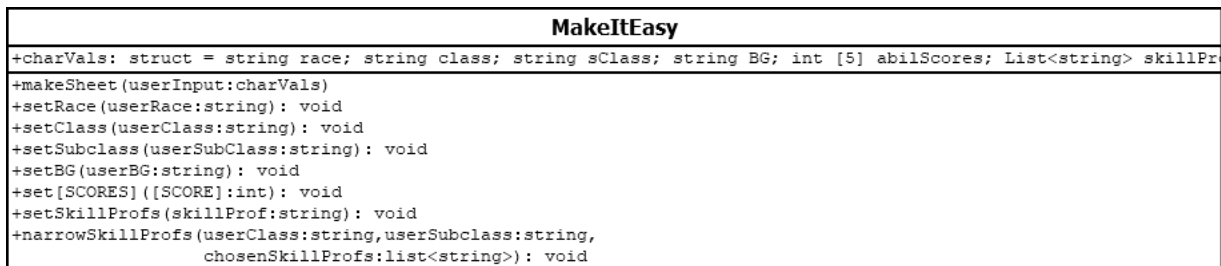 MakeItEasy
+charVals: struct = string race; string class; string sClass; string BG; int [5] abilScores; List<string> skillPr
+makeSheet(userInput:charVals)
+setRace(userRace:string): void
+setClass(userClass:string): void
+setSubclass(userSubClass:string): void
+setBG(userBG:string): void
+set[SCORES]([SCORE]:int): void
+setSkillProfs(skillProf:string): void
+narrowSkillProfs(userClass:string,userSubclass:string,
chosenSkillProfs:list<string>): void